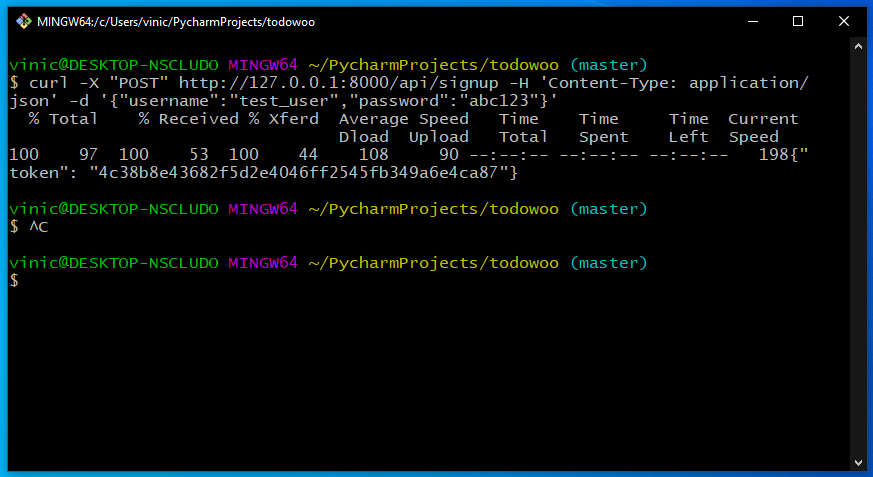 MINGW64:/c/Users/vinic/PycharmProjects/todowoo
vinic@DESKTOP-NSCLUDO MINGW64 ~/PycharmProjects/todowoo (master)
$ curl -X "POST" http://127.0.0.1:8000/api/signup -H 'Content-Type: application/
json' -d '{"username":"test_user","password":"abc123"}'
  % Total    % Received % Xferd  Average Speed   Time    Time     Time  Current
                                 Dload  Upload   Total   Spent    Left  Speed
100    97  100    53  100    44    108     90 --:--:-- --:--:-- --:--:--   198{"
token": "4c38b8e43682f5d2e4046ff2545fb349a6e4ca87"}
vinic@DESKTOP-NSCLUDO MINGW64 ~/PycharmProjects/todowoo (master)
$ ^C
vinic@DESKTOP-NSCLUDO MINGW64 ~/PycharmProjects/todowoo (master)
$